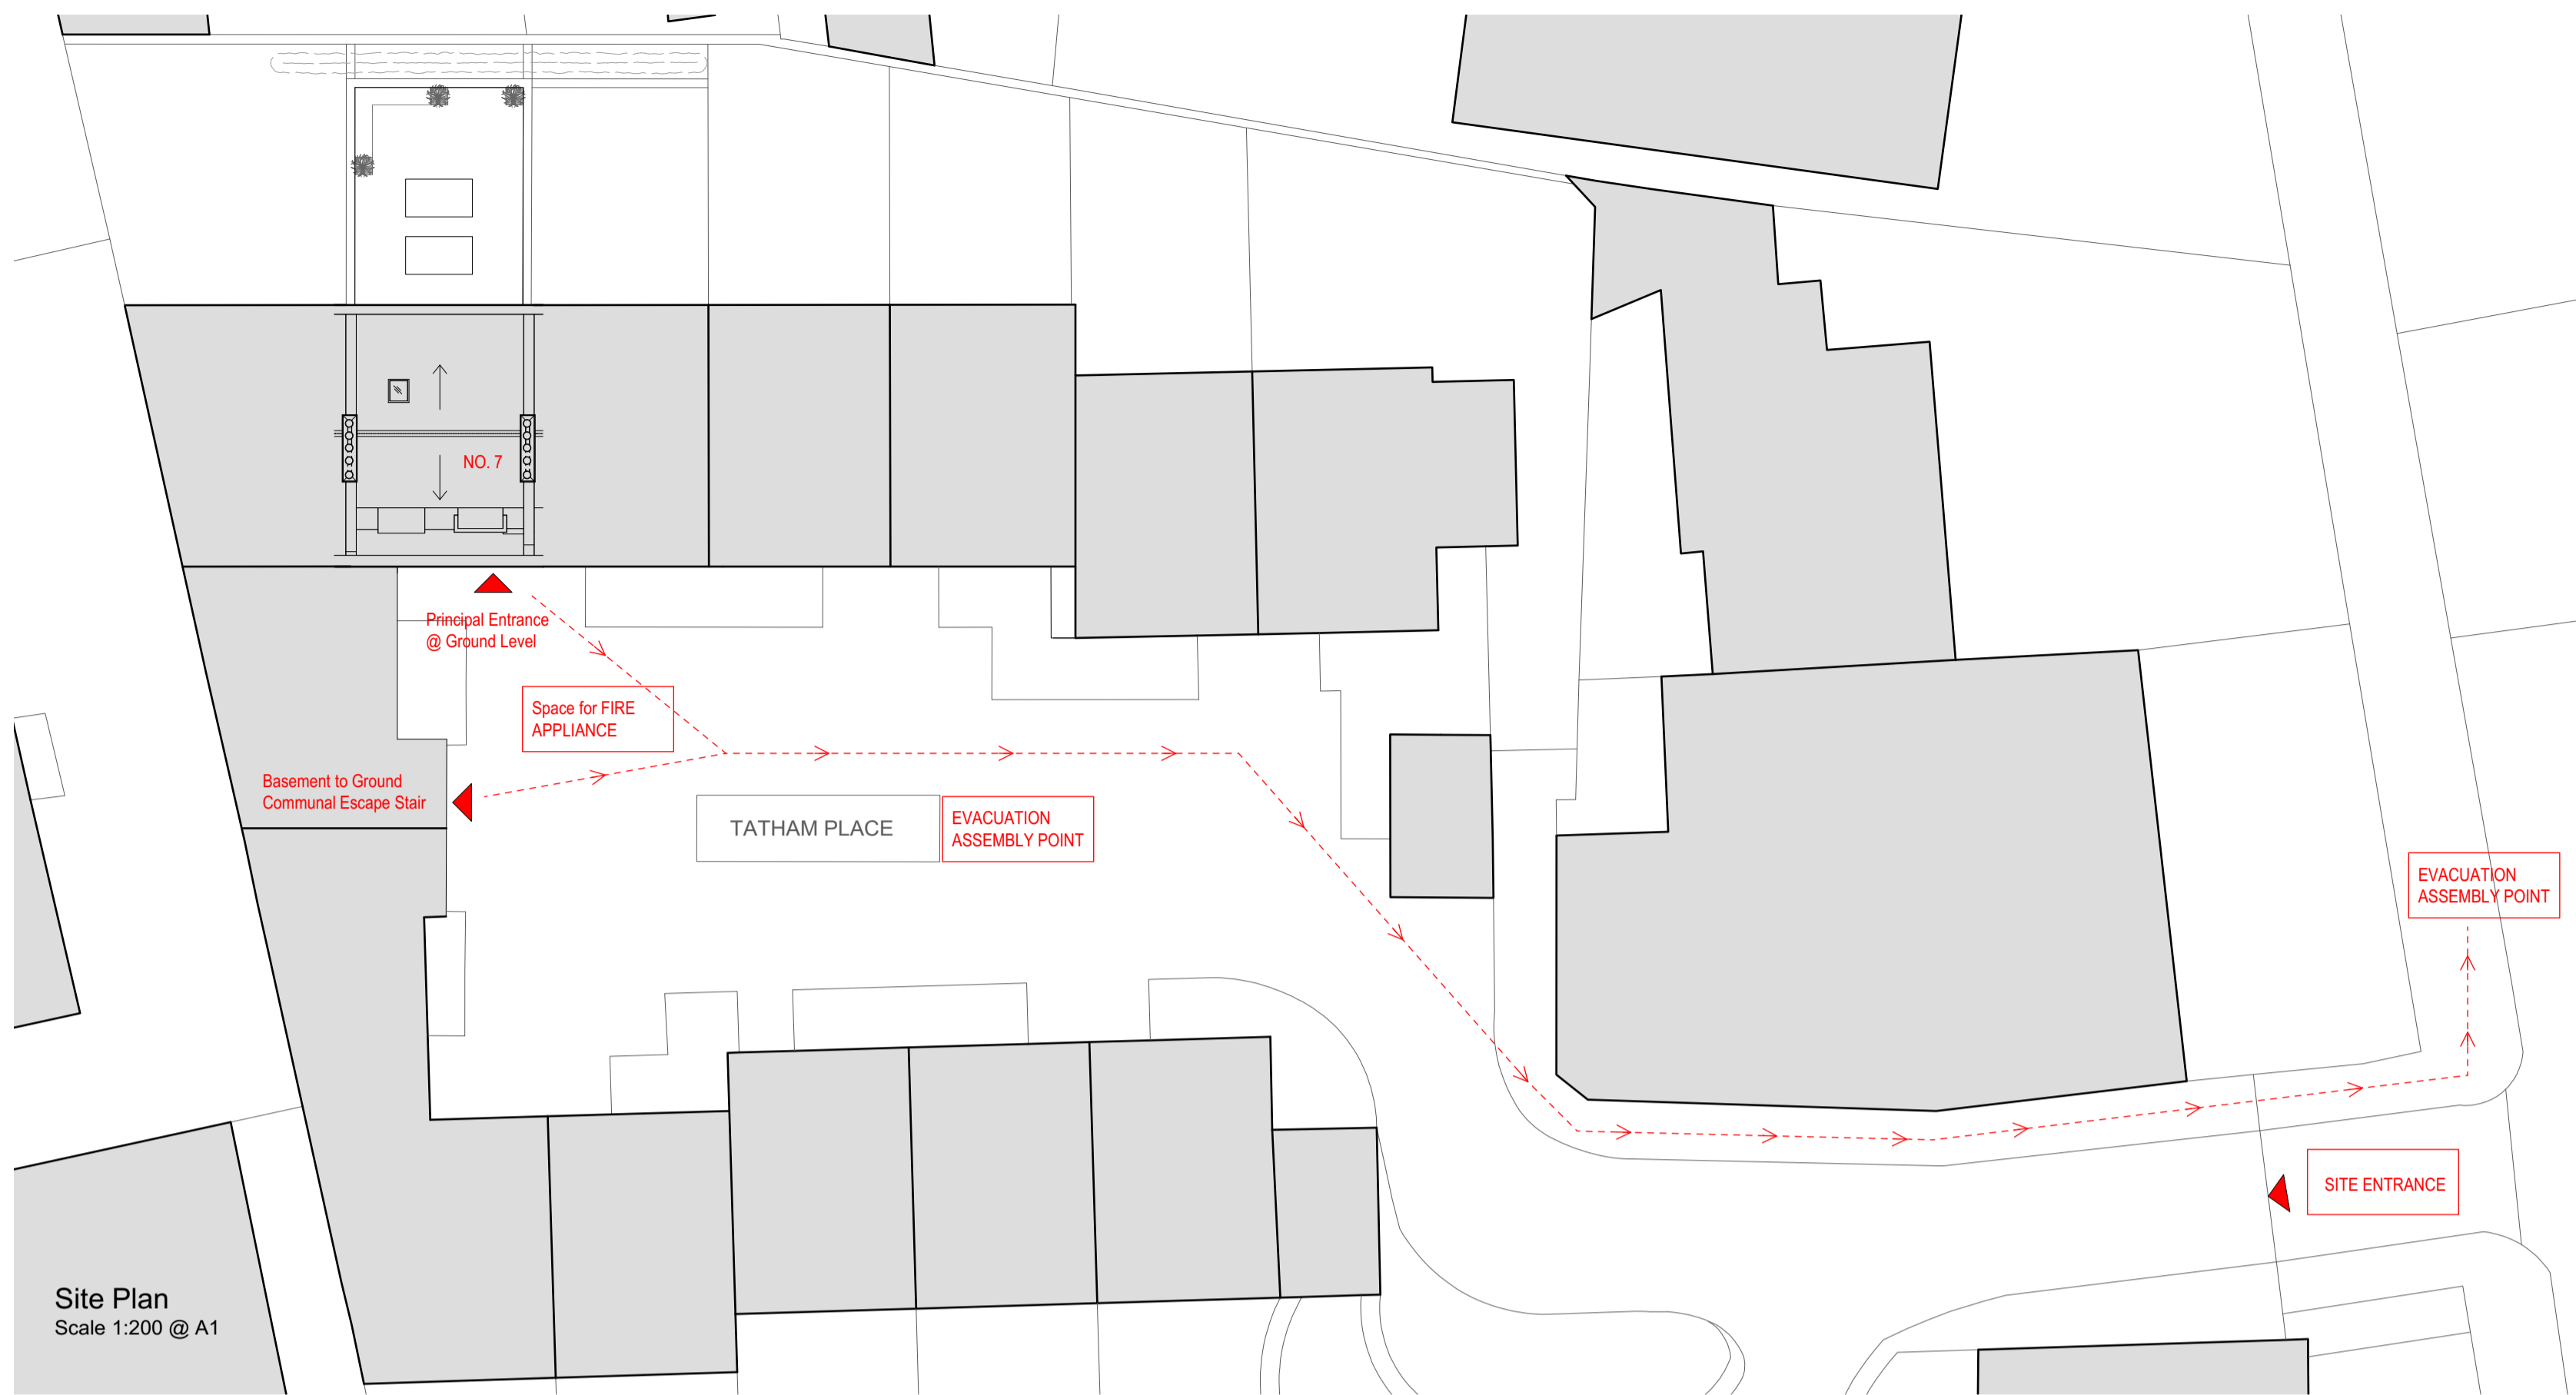 NO. 7
Principal Entrance
@ Ground Level
Space for FIRE
APPLIANCE
Basement to Ground
Communal Escape Stair
TATHAM PLACE
EVACUATION
ASSEMBLY POINT
EVACUATION
ASSEMBLY POINT
SITE ENTRANCE
Site Plan
Scale 1:200 @ A1